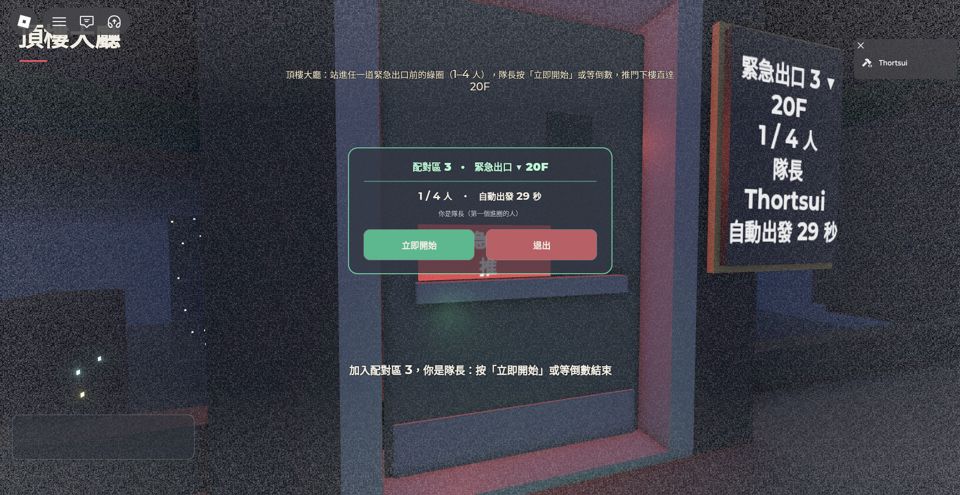 頂樓大廳
頂樓大廳：站進任一道緊急出口前的綠圈（1–4 人），隊長按「立即開始」或等倒數，推門下樓直達
20F
Thortsui
緊急出口 3 ▼
20F
1 / 4 人
隊長
Thortsui
自動出發 29 秒
配對區 3 • 緊急出口 ▼ 20F
1 / 4 人 • 自動出發 29 秒
你是隊長（第一個進圈的人）
立即開始
退出
推
加入配對區 3，你是隊長：按「立即開始」或等倒數結束